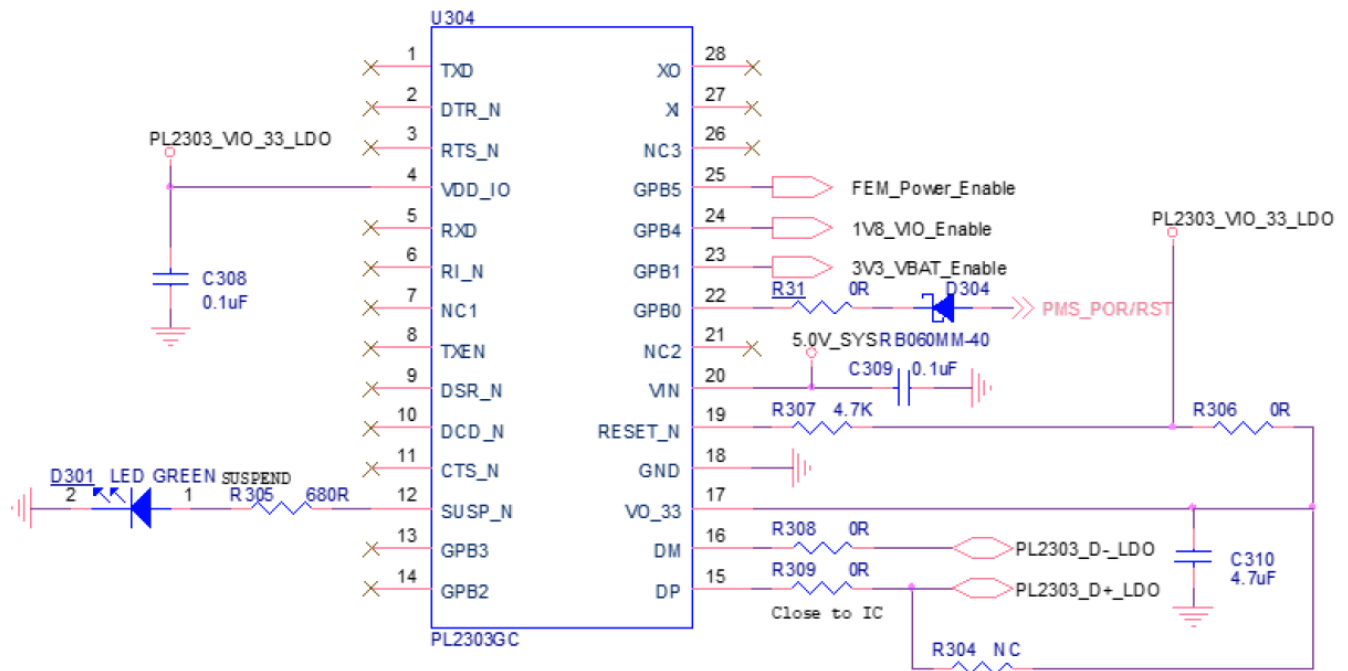 U304
1 TXD
2 DTR_N
3 RTS_N
4 VDD_IO
5 RXD
6 RI_N
7 NC1
8 TXEN
9 DSR_N
10 DCD_N
11 CTS_N
12 SUSP_N
13 GPB3
14 GPB2
28 XO
27 XI
26 NC3
25 GPB5
24 GPB4
23 GPB1
22 GPB0
21 NC2
20 VIN
19 RESET_N
18 GND
17 VO_33
16 DM
15 DP
PL2303GC
PL2303_VIO_33_LDO
C308
0.1uF
D301 LED GREEN
SUSPEND
2
1
R305 680R
FEM_Power_Enable
1V8_VIO_Enable
3V3_VBAT_Enable
R31 0R
D304
PMS_POR/RST
5.0V_SYS
RB060MM-40
C309 0.1uF
R307 4.7K
PL2303_VIO_33_LDO
R306 0R
R308 0R
PL2303_D-_LDO
R309 0R
PL2303_D+_LDO
Close to IC
C310
4.7uF
R304 NC